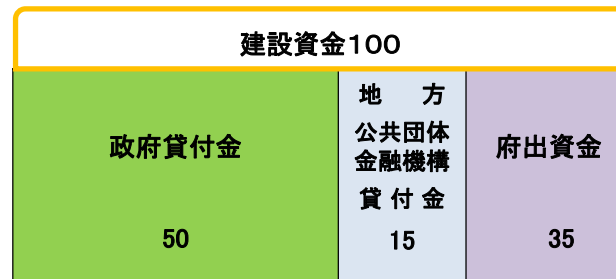 建設資金100
政府貸付金
50
地　方
公共団体
金融機構
貸 付 金
15
府出資金
35